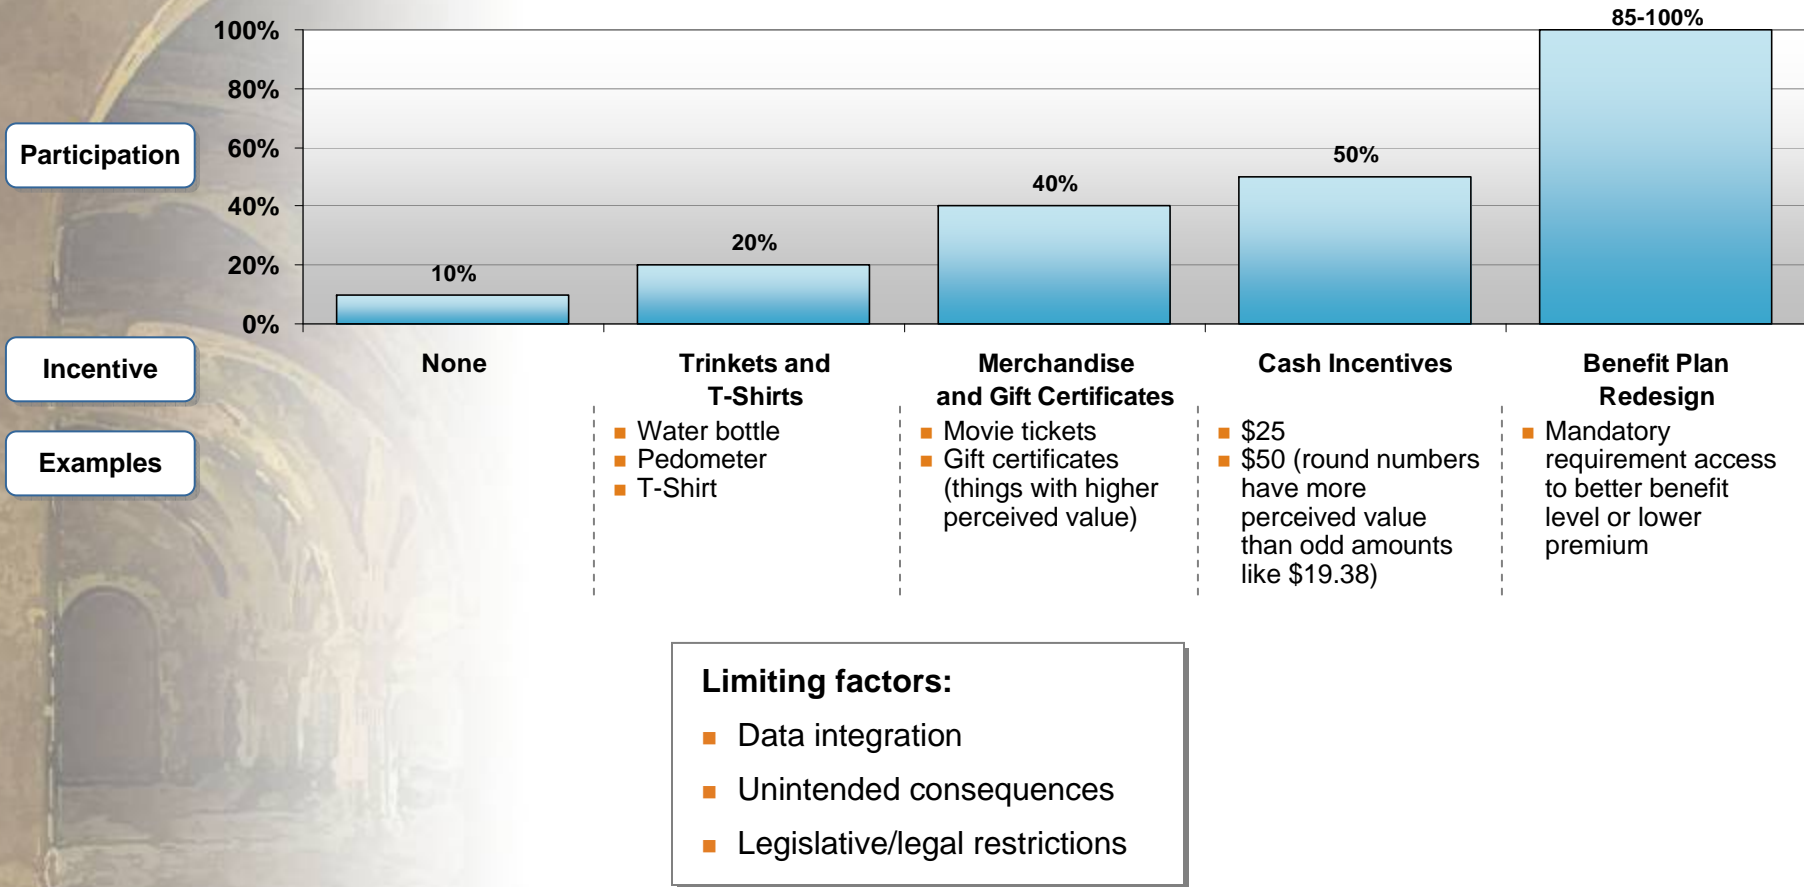 85-100%
100%
80%
60%
40%
20%
0%
Participation
10%
20%
40%
50%
Incentive
None
Trinkets and
T-Shirts
Merchandise
and Gift Certificates
Cash Incentives
Benefit Plan
Redesign
Examples
■ Water bottle
■ Pedometer
■ T-Shirt
■ Movie tickets
■ Gift certificates
(things with higher
perceived value)
■ $25
■ $50 (round numbers
have more
perceived value
than odd amounts
like $19.38)
■ Mandatory
requirement access
to better benefit
level or lower
premium
Limiting factors:
■ Data integration
■ Unintended consequences
■ Legislative/legal restrictions